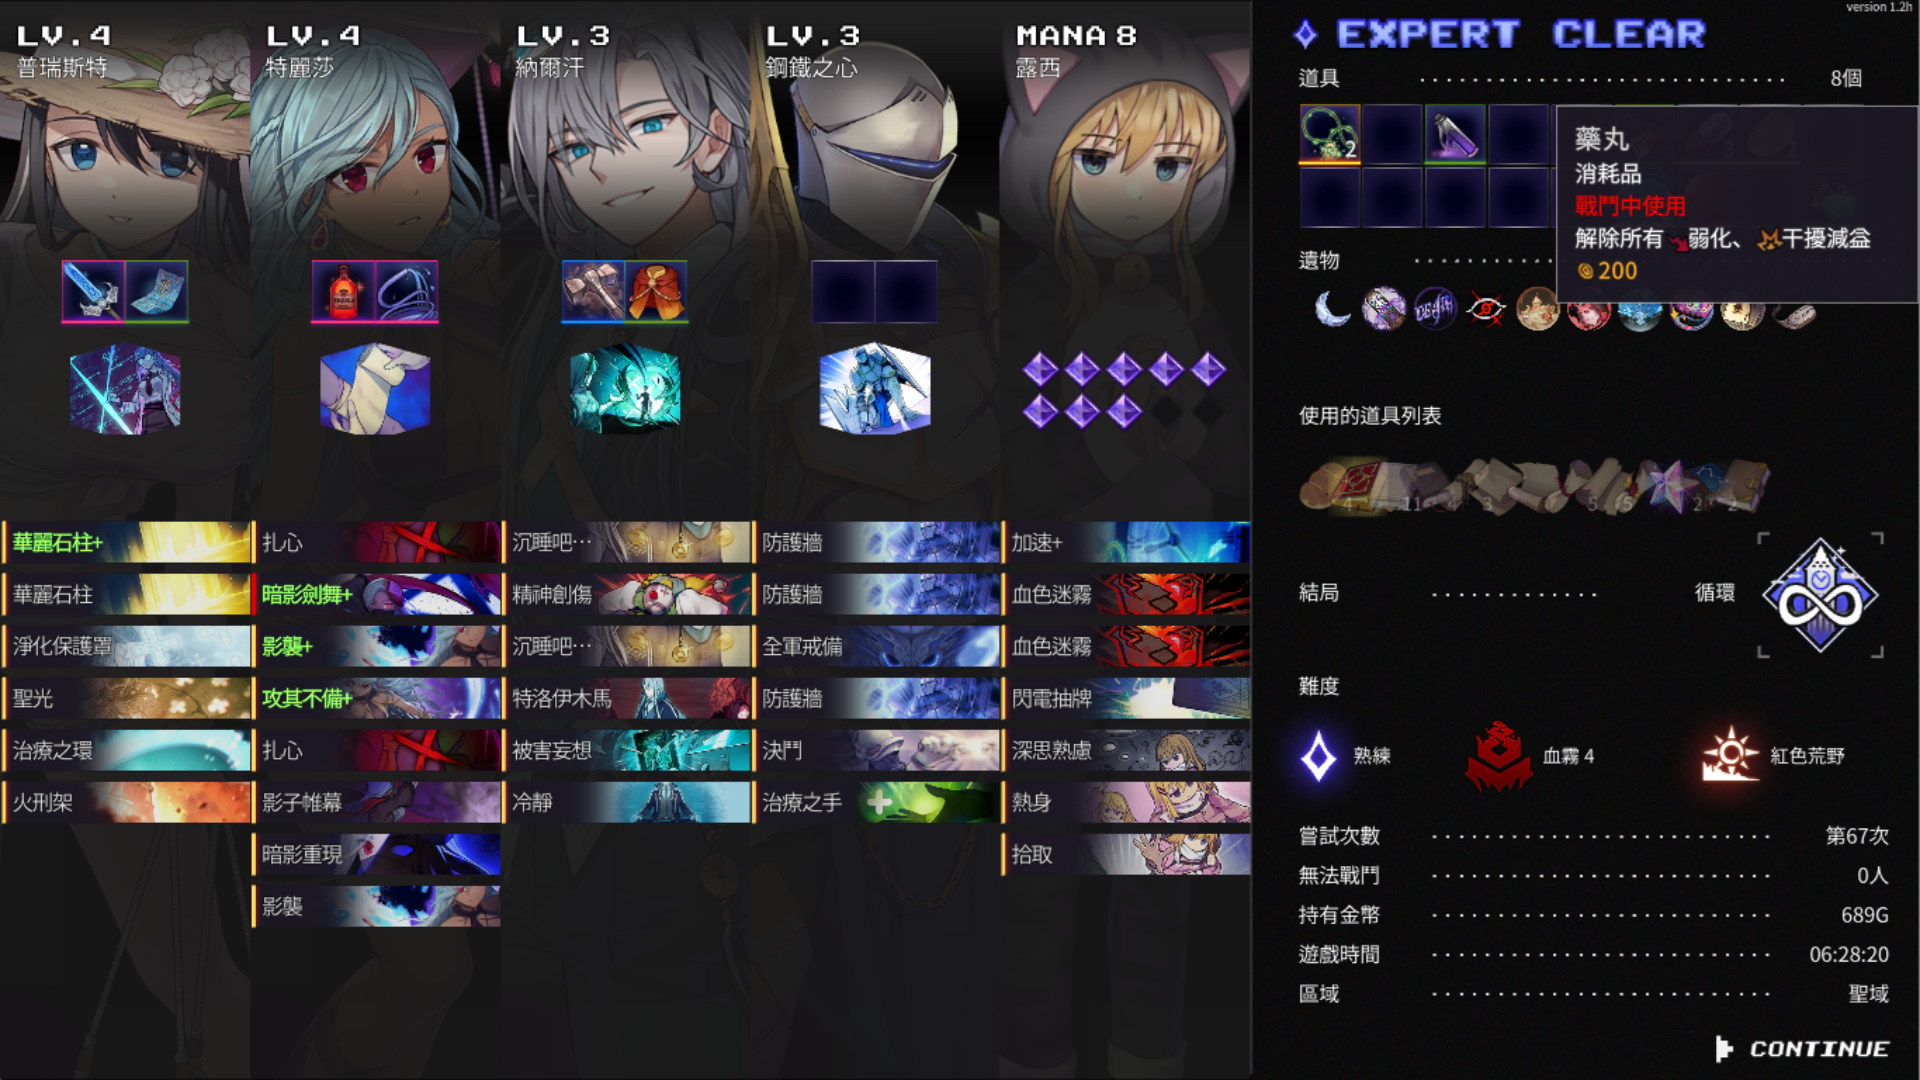 version 1.2h
LV.4
普瑞斯特
LV.4
特麗莎
LV.3
納爾汗
LV.3
鋼鐵之心
MANA 8
露西
華麗石柱+
華麗石柱
淨化保護罩
聖光
治療之環
火刑架
扎心
暗影劍舞+
影襲+
攻其不備+
扎心
影子帷幕
暗影重現
影襲
沉睡吧…
精神創傷
沉睡吧…
特洛伊木馬
被害妄想
冷靜
防護牆
防護牆
全軍戒備
防護牆
決鬥
治療之手
加速+
血色迷霧
血色迷霧
閃電抽牌
深思熟慮
熱身
拾取
EXPERT CLEAR
道具 8個
2
藥丸
消耗品
戰鬥中使用
解除所有弱化、干擾減益
200
遺物
使用的道具列表
4 11 4 3 5 5 2 2
結局 循環
難度
熟練 血霧 4 紅色荒野
嘗試次數 第67次
無法戰鬥 0人
持有金幣 689G
遊戲時間 06:28:20
區域 聖域
CONTINUE